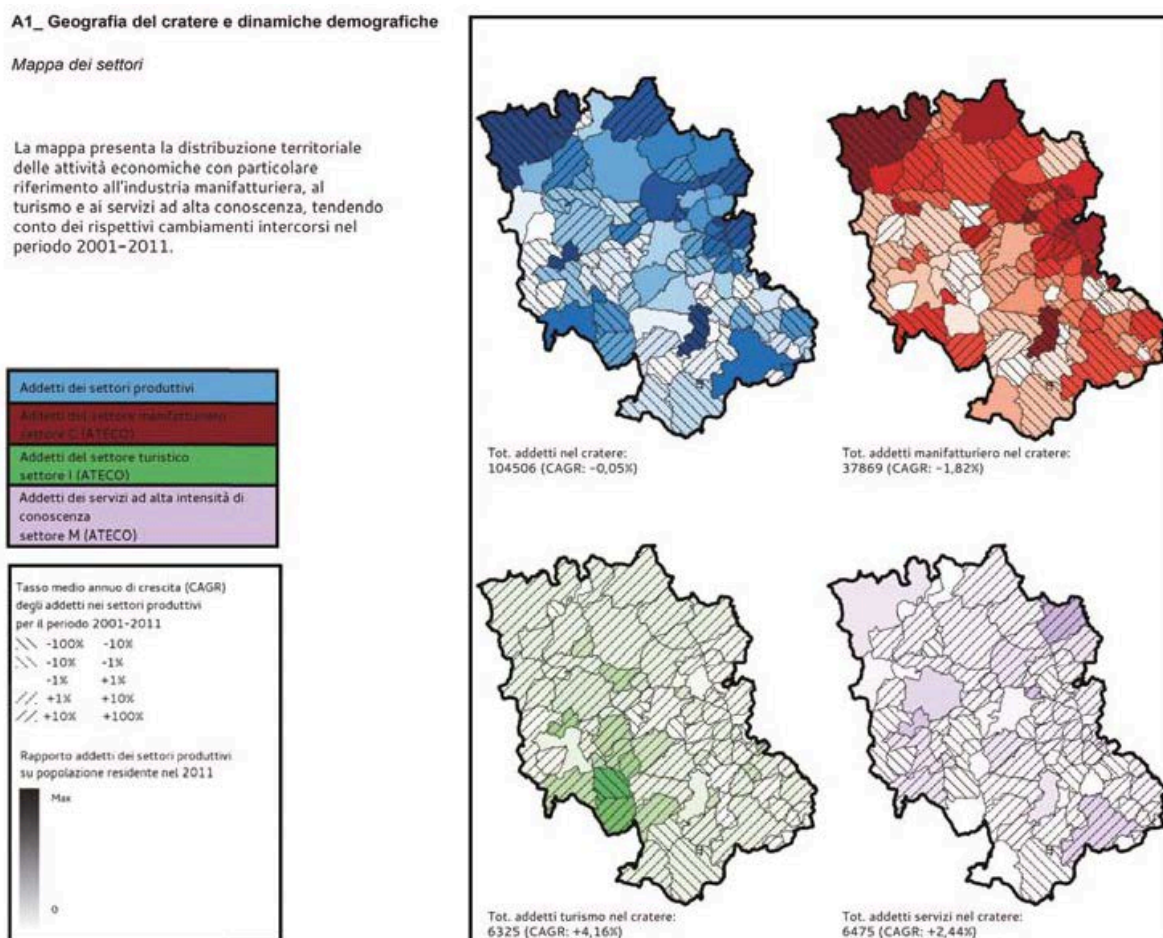 A1_ Geografia del cratere e dinamiche demografiche
Mappa dei settori
La mappa presenta la distribuzione territoriale
delle attività economiche con particolare
riferimento all'industria manifatturiera, al
turismo e ai servizi ad alta conoscenza, tendendo
conto dei rispettivi cambiamenti intercorsi nel
periodo 2001-2011.
Addetti dei settori produttivi
Addetti del settore manifatturiero
settore C (ATECO)
Addetti del settore turistico
settore I (ATECO)
Addetti dei servizi ad alta intensità di
conoscenza
settore M (ATECO)
Tasso medio annuo di crescita (CAGR)
degli addetti nei settori produttivi
per il periodo 2001-2011
-100% -10%
-10% -1%
-1% +1%
+1% +10%
+10% +100%
Rapporto addetti dei settori produttivi
su popolazione residente nel 2011
Max
0
Tot. addetti nel cratere:
104506 (CAGR: -0,05%)
Tot. addetti manifatturiero nel cratere:
37869 (CAGR: -1,82%)
Tot. addetti turismo nel cratere:
6325 (CAGR: +4,16%)
Tot. addetti servizi nel cratere:
6475 (CAGR: +2,44%)